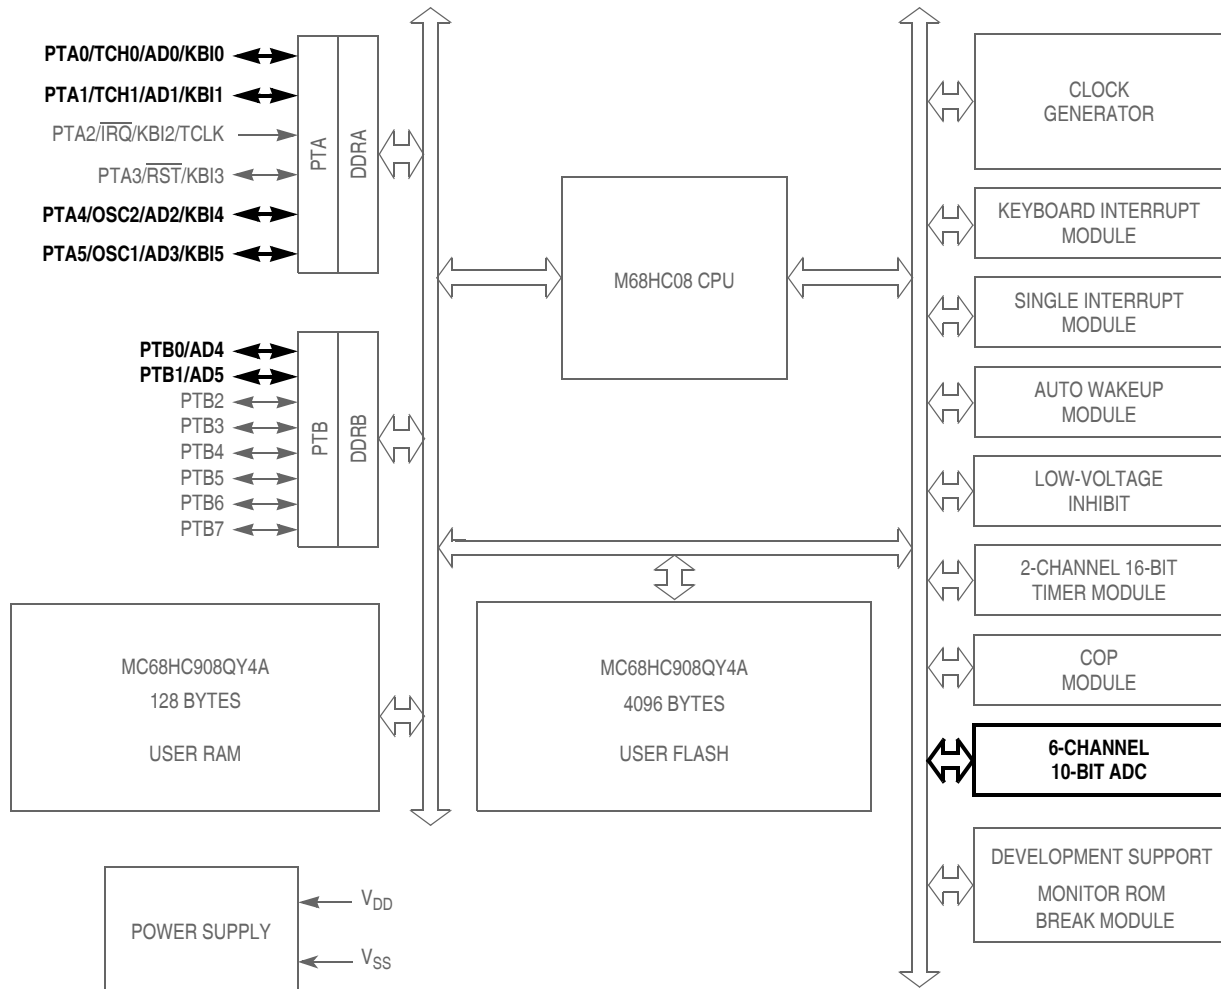 PTA0/TCH0/AD0/KBI0
PTA1/TCH1/AD1/KBI1
PTA2/IRQ/KBI2/TCLK
PTA3/RST/KBI3
PTA4/OSC2/AD2/KBI4
PTA5/OSC1/AD3/KBI5
PTA
DDRA
PTB0/AD4
PTB1/AD5
PTB2
PTB3
PTB4
PTB5
PTB6
PTB7
PTB
DDRB
M68HC08 CPU
MC68HC908QY4A
128 BYTES
USER RAM
MC68HC908QY4A
4096 BYTES
USER FLASH
POWER SUPPLY
VDD
VSS
CLOCK
GENERATOR
KEYBOARD INTERRUPT
MODULE
SINGLE INTERRUPT
MODULE
AUTO WAKEUP
MODULE
LOW-VOLTAGE
INHIBIT
2-CHANNEL 16-BIT
TIMER MODULE
COP
MODULE
6-CHANNEL
10-BIT ADC
DEVELOPMENT SUPPORT
MONITOR ROM
BREAK MODULE